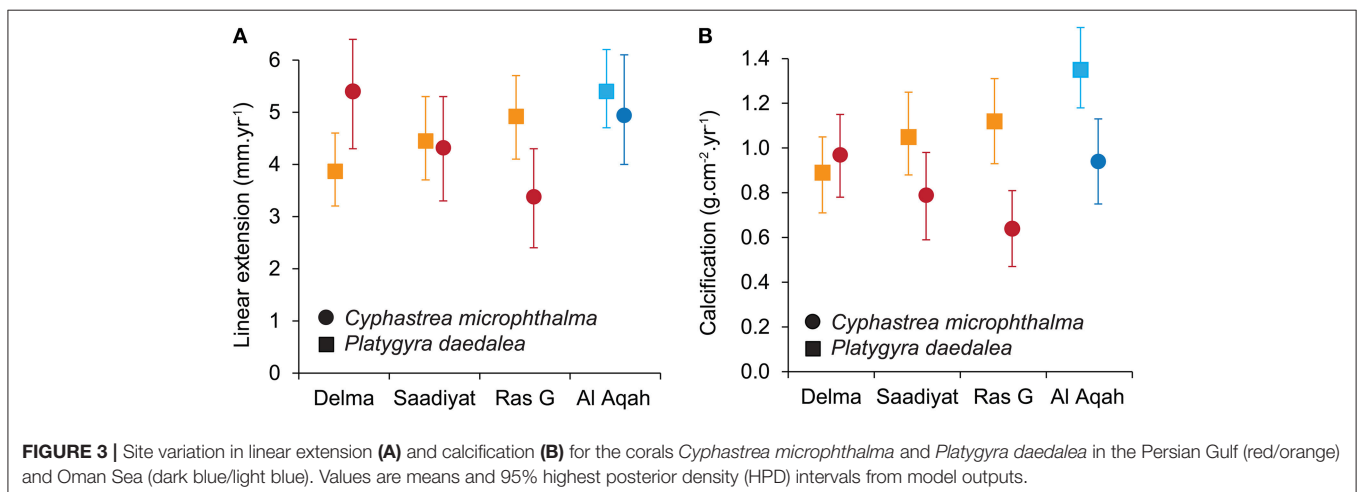 A
Linear extension (mm.yr⁻¹)
6
5
4
3
2
1
0
Cyphastrea microphthalma
Platygyra daedalea
Delma Saadiyat Ras G Al Aqah
B
Calcification (g.cm⁻².yr⁻¹)
1.4
1.2
1.0
0.8
0.6
0.4
0.2
0.0
Cyphastrea microphthalma
Platygyra daedalea
Delma Saadiyat Ras G Al Aqah
FIGURE 3 | Site variation in linear extension (A) and calcification (B) for the corals Cyphastrea microphthalma and Platygyra daedalea in the Persian Gulf (red/orange)
and Oman Sea (dark blue/light blue). Values are means and 95% highest posterior density (HPD) intervals from model outputs.